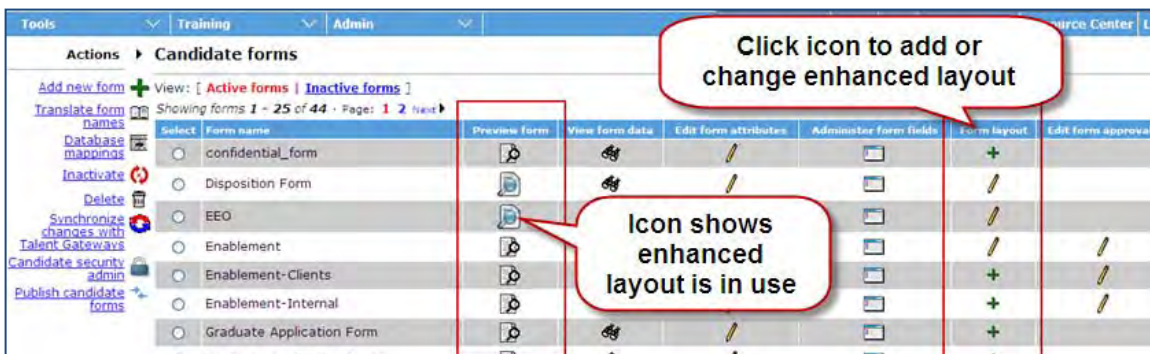 Tools Training Admin
Click icon to add or
change enhanced layout
Actions Candidate forms
Add new form View: [ Active forms | Inactive forms ]
Translate form names Showing forms 1 - 25 of 44 - Page: 1 2 Next
Database mappings
Inactivate
Delete
Synchronize changes with Talent Gateways
Candidate security admin
Publish candidate forms
Select Form name Preview form View form data Edit form attributes Administer form fields Form layout Edit form approva
confidential_form
Disposition Form
EEO
Icon shows
enhanced
layout is in use
Enablement
Enablement-Clients
Enablement-Internal
Graduate Application Form